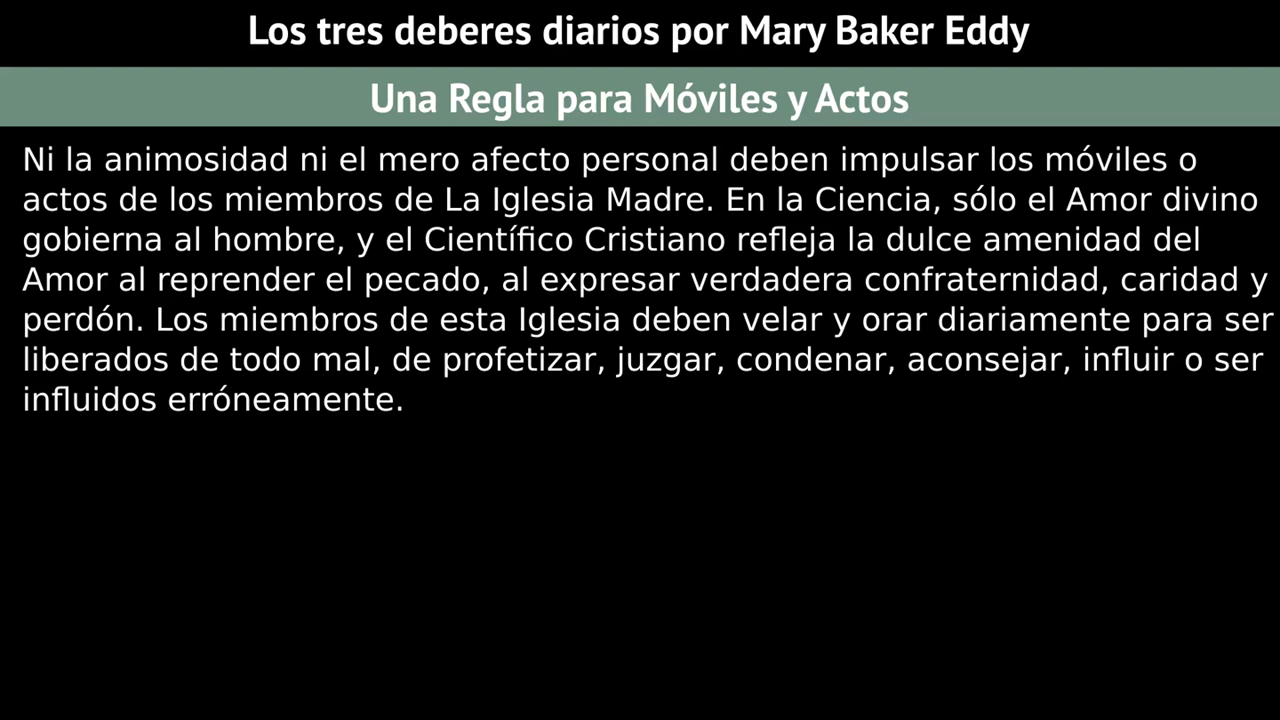 Los tres deberes diarios por Mary Baker Eddy
Una Regla para Móviles y Actos
Ni la animosidad ni el mero afecto personal deben impulsar los móviles o
actos de los miembros de La Iglesia Madre. En la Ciencia, sólo el Amor divino
gobierna al hombre, y el Científico Cristiano refleja la dulce amenidad del
Amor al reprender el pecado, al expresar verdadera confraternidad, caridad y
perdón. Los miembros de esta Iglesia deben velar y orar diariamente para ser
liberados de todo mal, de profetizar, juzgar, condenar, aconsejar, influir o ser
influidos erróneamente.